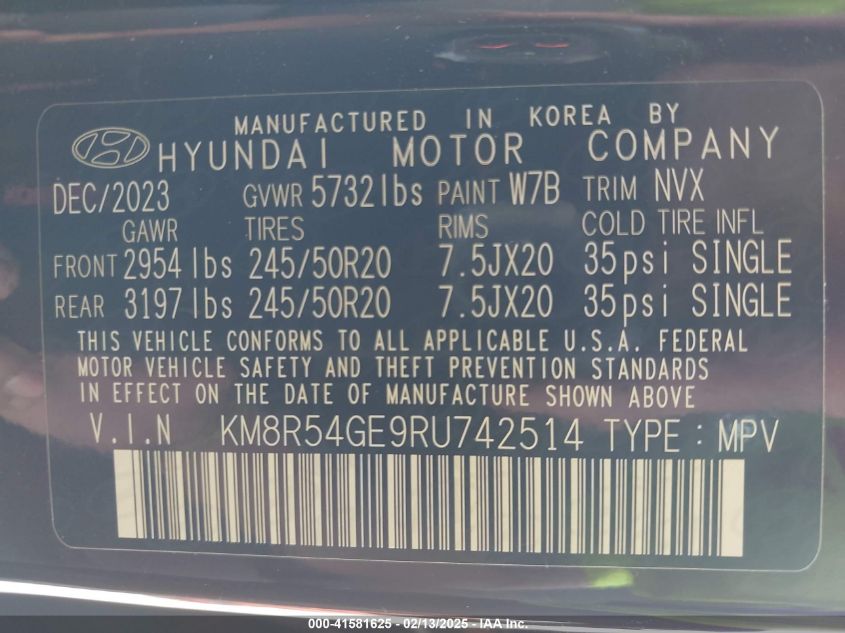 MANUFACTURED IN KOREA BY
HYUNDAI MOTOR COMPANY
DEC/2023 GVWR 5732lbs PAINT W7B TRIM NVX
GAWR TIRES RIMS COLD TIRE INFL
FRONT 2954lbs 245/50R20 7.5JX20 35psi SINGLE
REAR 3197lbs 245/50R20 7.5JX20 35psi SINGLE
THIS VEHICLE CONFORMS TO ALL APPLICABLE U.S.A. FEDERAL
MOTOR VEHICLE SAFETY AND THEFT PREVENTION STANDARDS
IN EFFECT ON THE DATE OF MANUFACTURE SHOWN ABOVE
V.I.N KM8R54GE9RU742514 TYPE : MPV
000-41581625 - 02/13/2025 - IAA Inc.